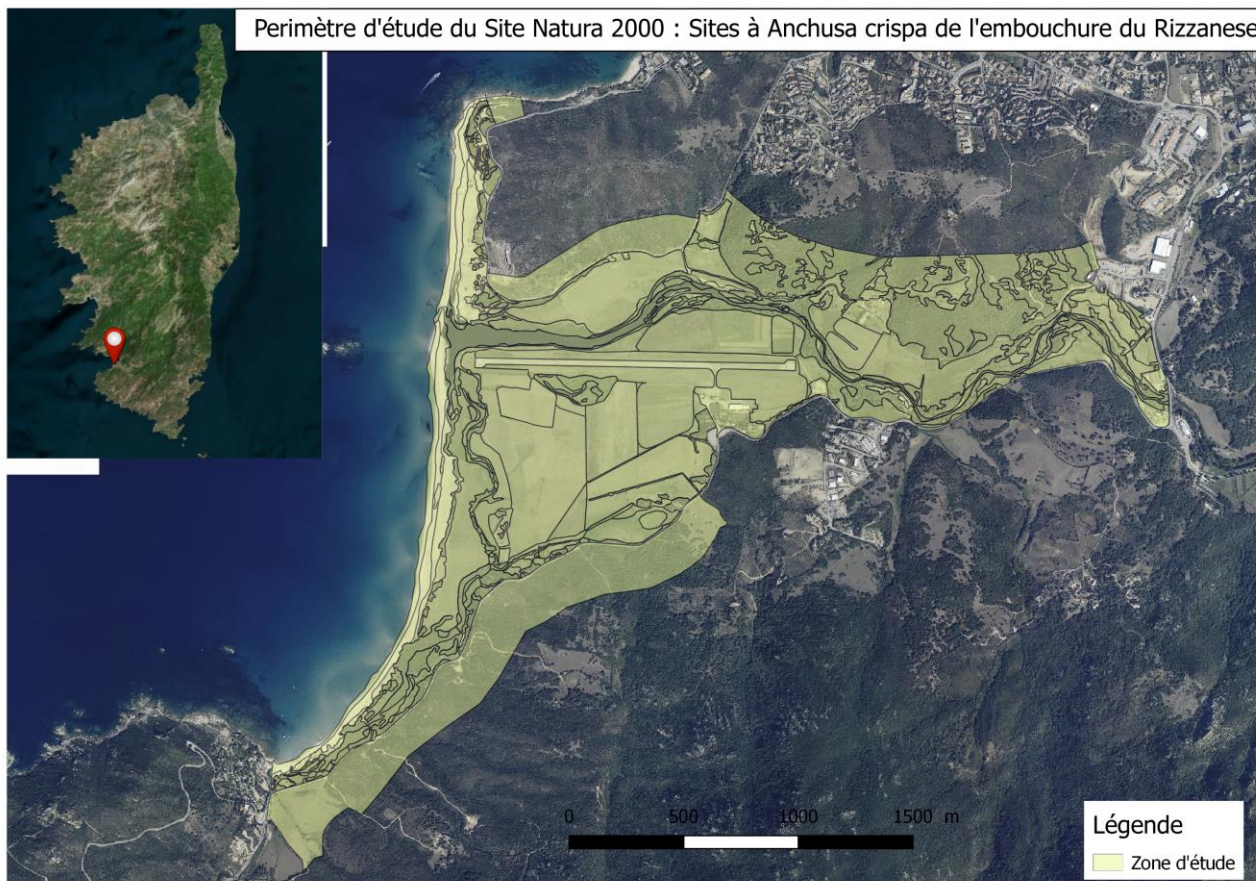 Perimètre d'étude du Site Natura 2000 : Sites à Anchusa crispa de l'embouchure du Rizzanese
0 500 1000 1500 m
Légende
Zone d'étude